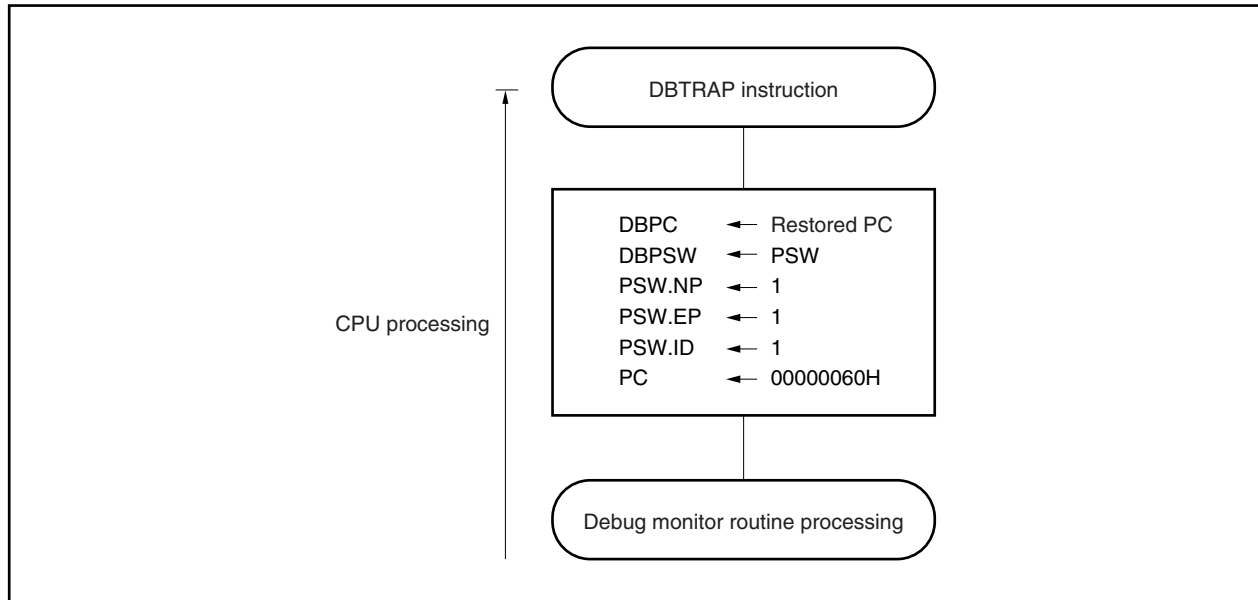 DBTRAP instruction
DBPC ← Restored PC
DBPSW ← PSW
PSW.NP ← 1
PSW.EP ← 1
PSW.ID ← 1
PC ← 00000060H
CPU processing
Debug monitor routine processing